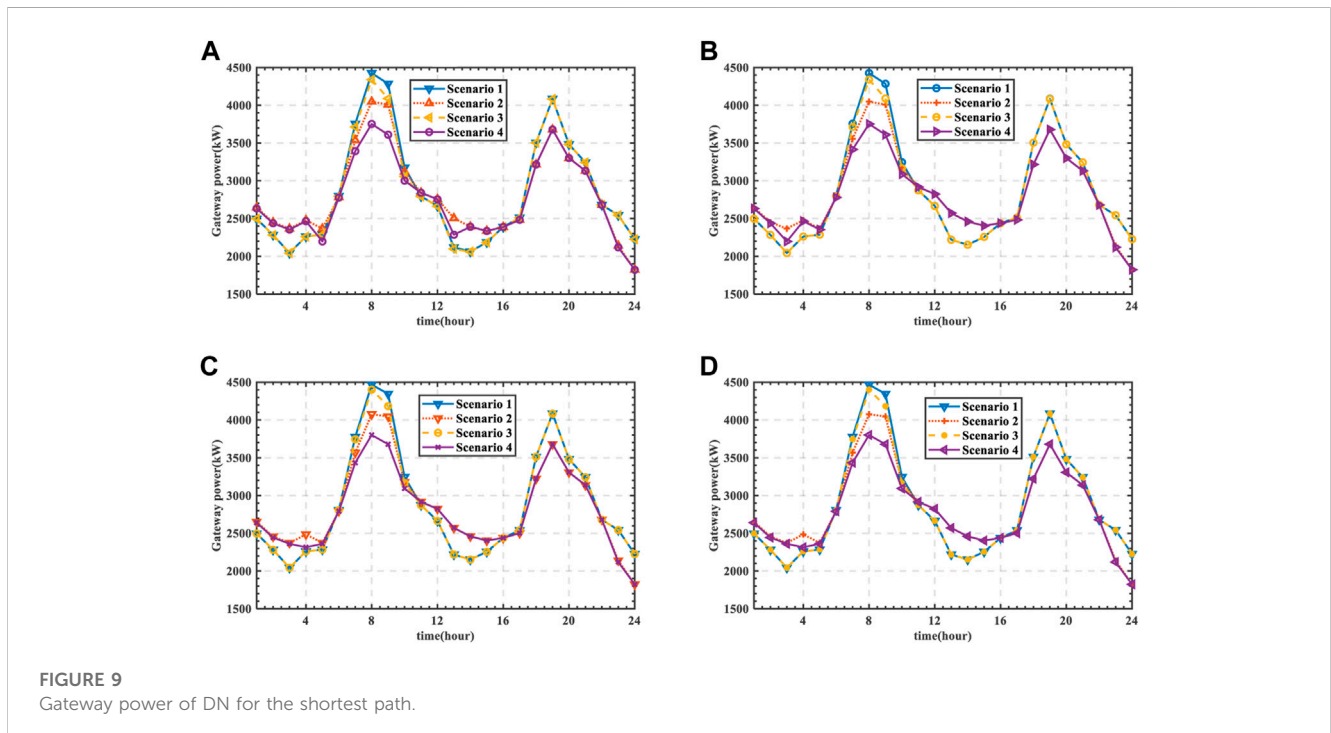 A
Gateway power(kW)
4500
4000
3500
3000
2500
2000
1500
Scenario 1
Scenario 2
Scenario 3
Scenario 4
4 8 12 16 20 24
time(hour)
B
Gateway power(kW)
4500
4000
3500
3000
2500
2000
1500
Scenario 1
Scenario 2
Scenario 3
Scenario 4
4 8 12 16 20 24
time(hour)
C
Gateway power(kW)
4500
4000
3500
3000
2500
2000
1500
Scenario 1
Scenario 2
Scenario 3
Scenario 4
4 8 12 16 20 24
time(hour)
D
Gateway power(kW)
4500
4000
3500
3000
2500
2000
1500
Scenario 1
Scenario 2
Scenario 3
Scenario 4
4 8 12 16 20 24
time(hour)
FIGURE 9
Gateway power of DN for the shortest path.